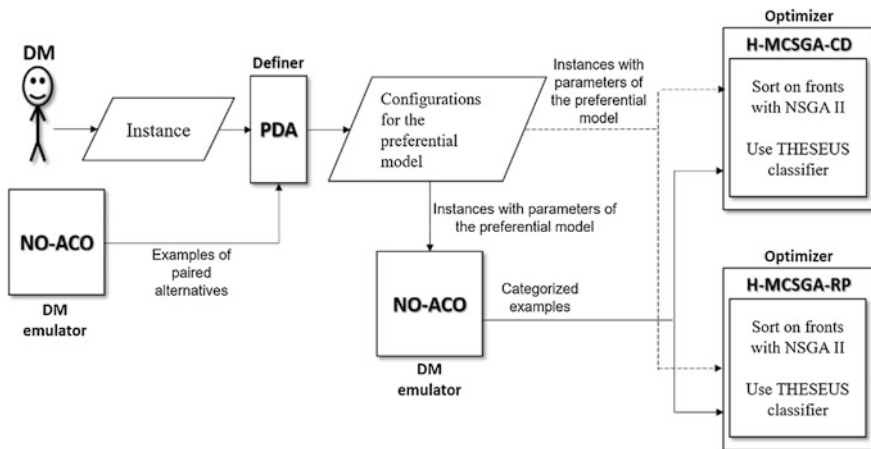 DM
Instance
Definer
PDA
NO-ACO
DM
emulator
Examples of
paired
alternatives
Configurations
for the
preferential
model
Instances with
parameters of
the preferential
model
Instances with parameters of
the preferential model
NO-ACO
DM
emulator
Categorized
examples
Optimizer
H-MCSGA-CD
Sort on fronts
with NSGA II
Use THESEUS
classifier
Optimizer
H-MCSGA-RP
Sort on fronts
with NSGA II
Use THESEUS
classifier